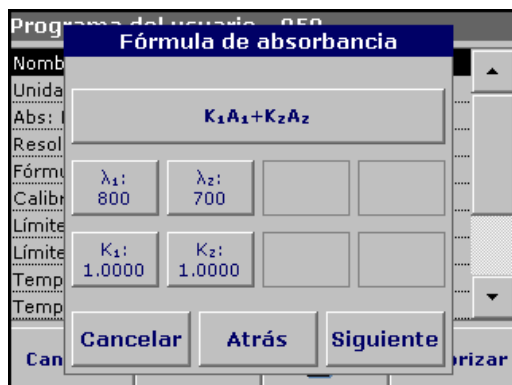 Fórmula de absorbancia
Nomb
Unida
K₁A₁+K₂A₂
Abs:
Resol
Fórmu
λ₁: λ₂:
800 700
Calibr
Límite
Límite
K₁: K₂:
1.0000 1.0000
Temp
Temp
Cancelar Atrás Siguiente
Can orizar